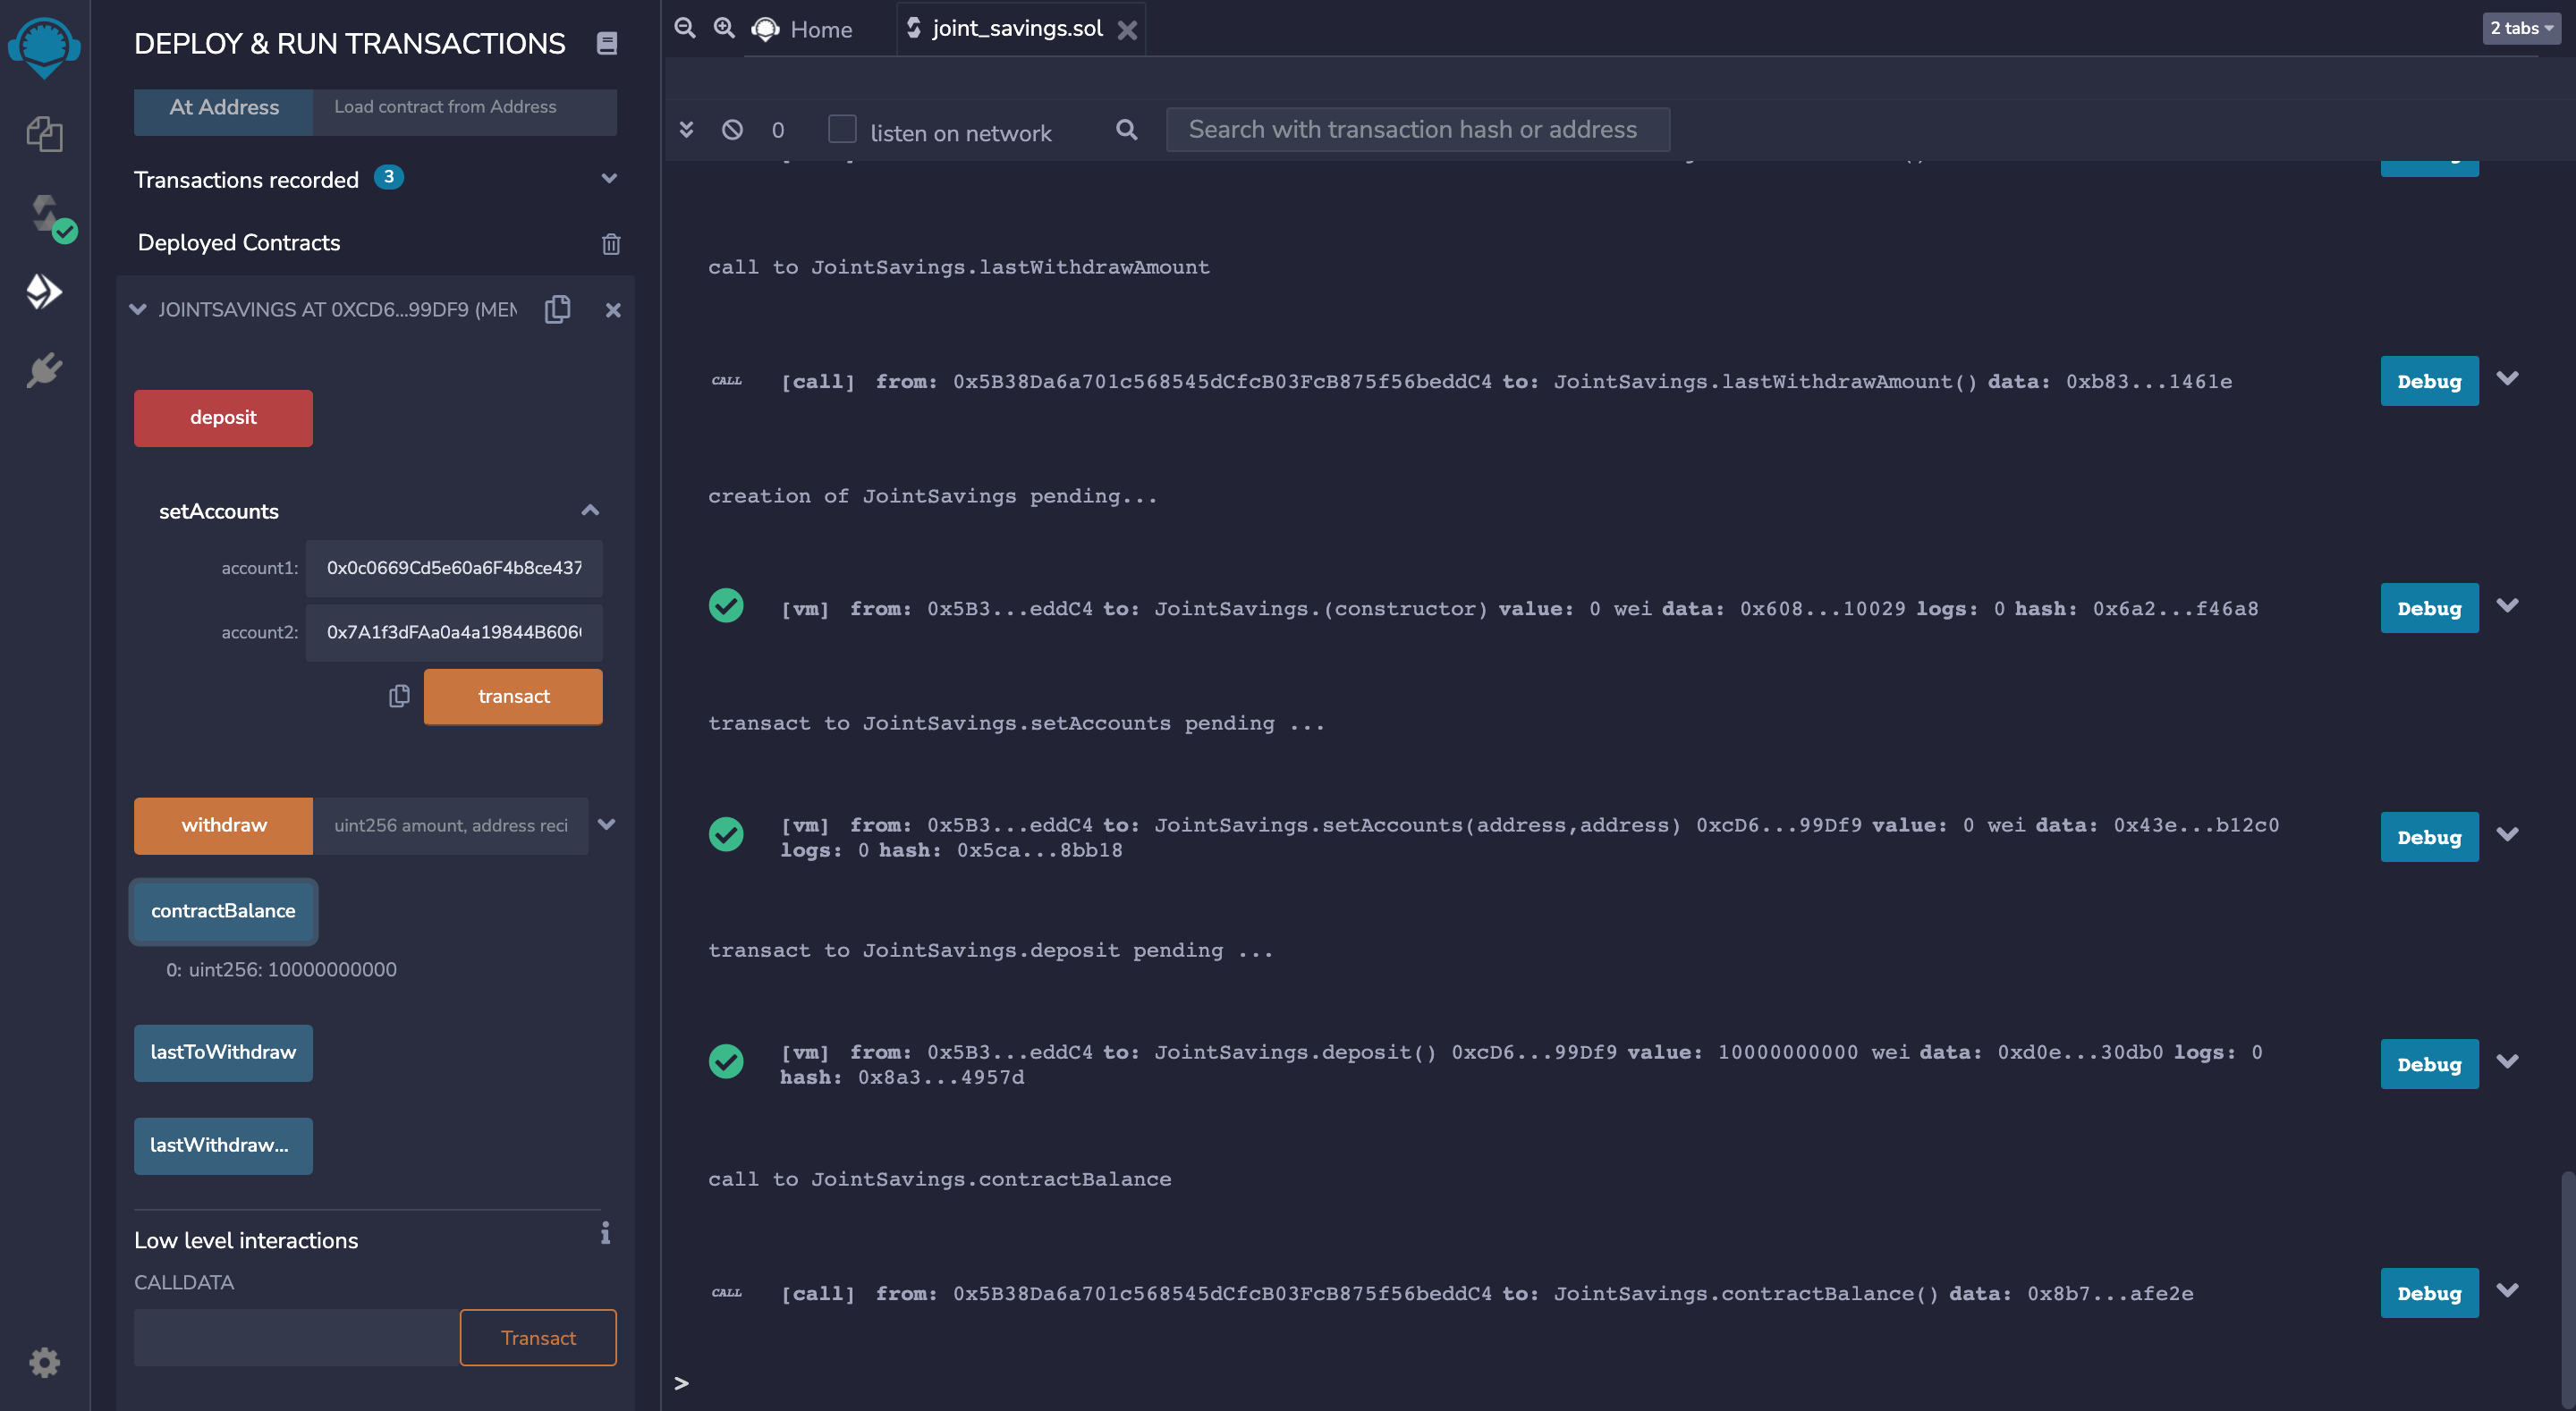 DEPLOY & RUN TRANSACTIONS
At Address
Load contract from Address
Transactions recorded 3
Deployed Contracts
JOINTSAVINGS AT 0XCD6...99DF9 (MEM
deposit
setAccounts
account1: 0x0c0669Cd5e60a6F4b8ce437
account2: 0x7A1f3dFAa0a4a19844B606
transact
withdraw
uint256 amount, address reci
contractBalance
0: uint256: 10000000000
lastToWithdraw
lastWithdraw...
Low level interactions
i
CALLDATA
Transact
Home
joint_savings.sol
2 tabs
0
listen on network
Search with transaction hash or address
call to JointSavings.lastWithdrawAmount
CALL [call] from: 0x5B38Da6a701c568545dCfcB03FcB875f56beddC4 to: JointSavings.lastWithdrawAmount() data: 0xb83...1461e
Debug
creation of JointSavings pending...
[vm] from: 0x5B3...eddC4 to: JointSavings.(constructor) value: 0 wei data: 0x608...10029 logs: 0 hash: 0x6a2...f46a8
Debug
transact to JointSavings.setAccounts pending ...
[vm] from: 0x5B3...eddC4 to: JointSavings.setAccounts(address,address) 0xcD6...99Df9 value: 0 wei data: 0x43e...b12c0
logs: 0 hash: 0x5ca...8bb18
Debug
transact to JointSavings.deposit pending ...
[vm] from: 0x5B3...eddC4 to: JointSavings.deposit() 0xcD6...99Df9 value: 10000000000 wei data: 0xd0e...30db0 logs: 0
hash: 0x8a3...4957d
Debug
call to JointSavings.contractBalance
CALL [call] from: 0x5B38Da6a701c568545dCfcB03FcB875f56beddC4 to: JointSavings.contractBalance() data: 0x8b7...afe2e
Debug
>